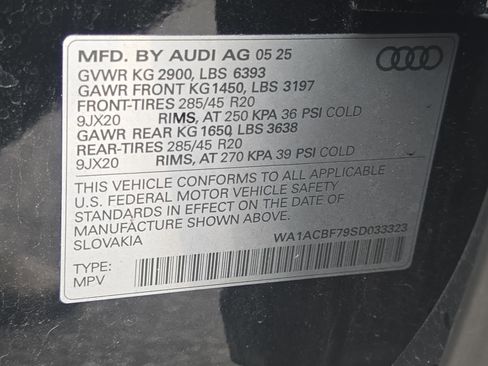 MFD. BY AUDI AG 05 25
GVWR KG 2900, LBS 6393
GAWR FRONT KG1450, LBS 3197
FRONT-TIRES 285/45 R20
9JX20 RIMS, AT 250 KPA 36 PSI COLD
GAWR REAR KG 1650, LBS 3638
REAR-TIRES 285/45 R20
9JX20 RIMS, AT 270 KPA 39 PSI COLD
THIS VEHICLE CONFORMS TO ALL APPLICABLE
U.S. FEDERAL MOTOR VEHICLE SAFETY
STANDARDS IN EFFECT ON THE DATE OF
MANUFACTURE SHOWN ABOVE.
SLOVAKIA WA1ACBF79SD033323
TYPE:
MPV